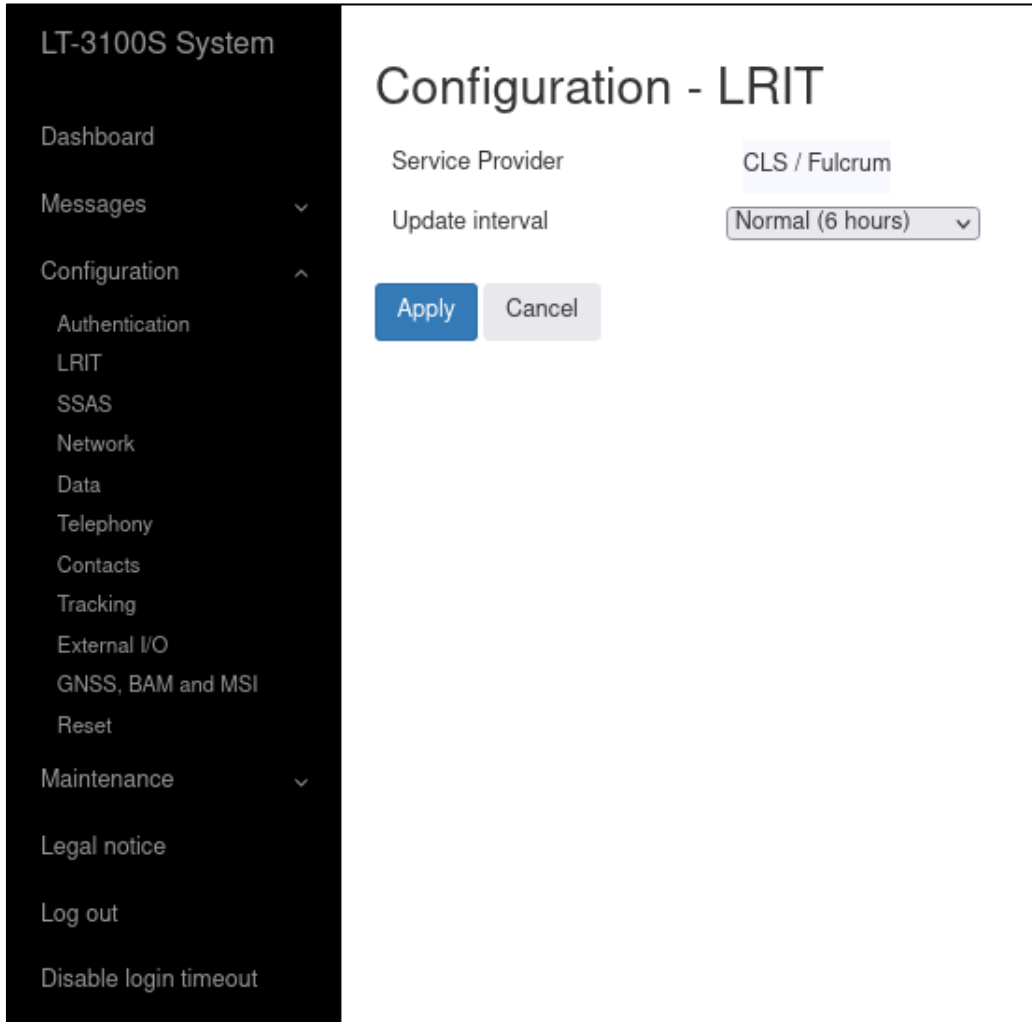 LT-3100S System
Dashboard
Messages
Configuration
Authentication
LRIT
SSAS
Network
Data
Telephony
Contacts
Tracking
External I/O
GNSS, BAM and MSI
Reset
Maintenance
Legal notice
Log out
Disable login timeout
Configuration - LRIT
Service Provider CLS / Fulcrum
Update interval Normal (6 hours)
Apply Cancel